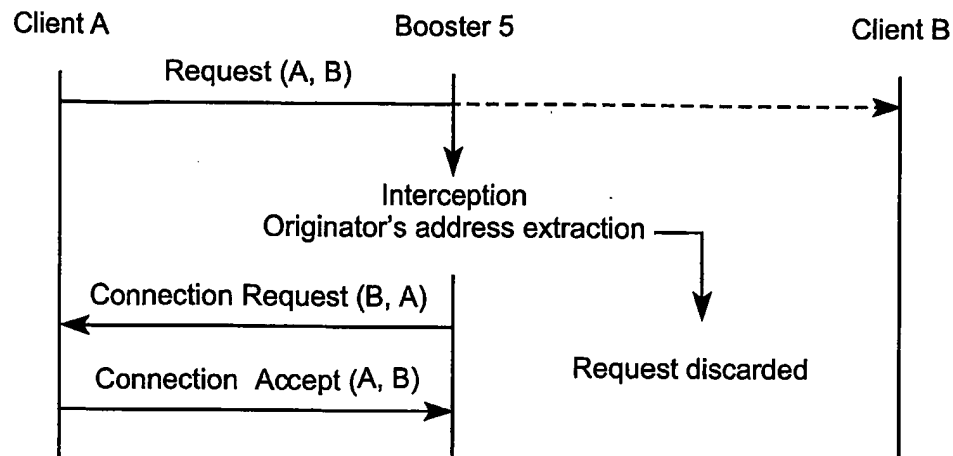 Client A
Booster 5
Client B
Request (A, B)
Interception
Originator's address extraction
Connection Request (B, A)
Request discarded
Connection Accept (A, B)